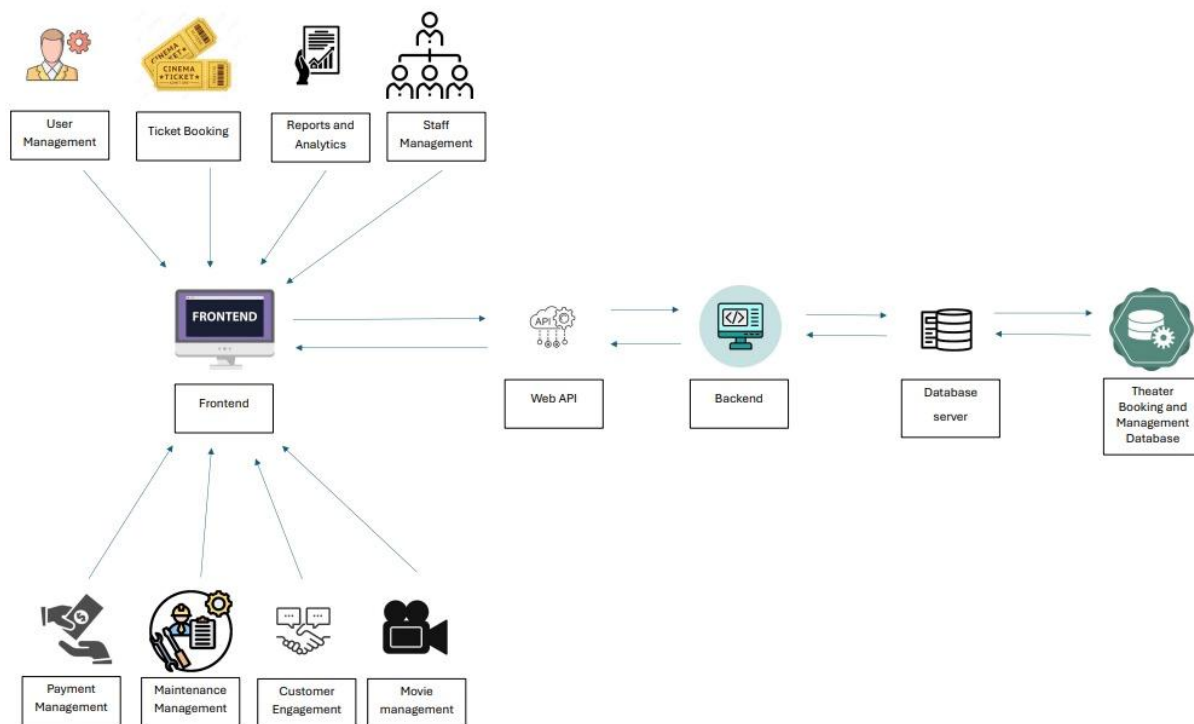 CINEMA
TICKET
CINEMA
★TICKET★
User
Management
Ticket Booking
Reports and
Analytics
Staff
Management
FRONTEND
API
</>
Frontend
Web API
Backend
Database
server
Theater
Booking and
Management
Database
$
Payment
Management
Maintenance
Management
Customer
Engagement
Movie
management